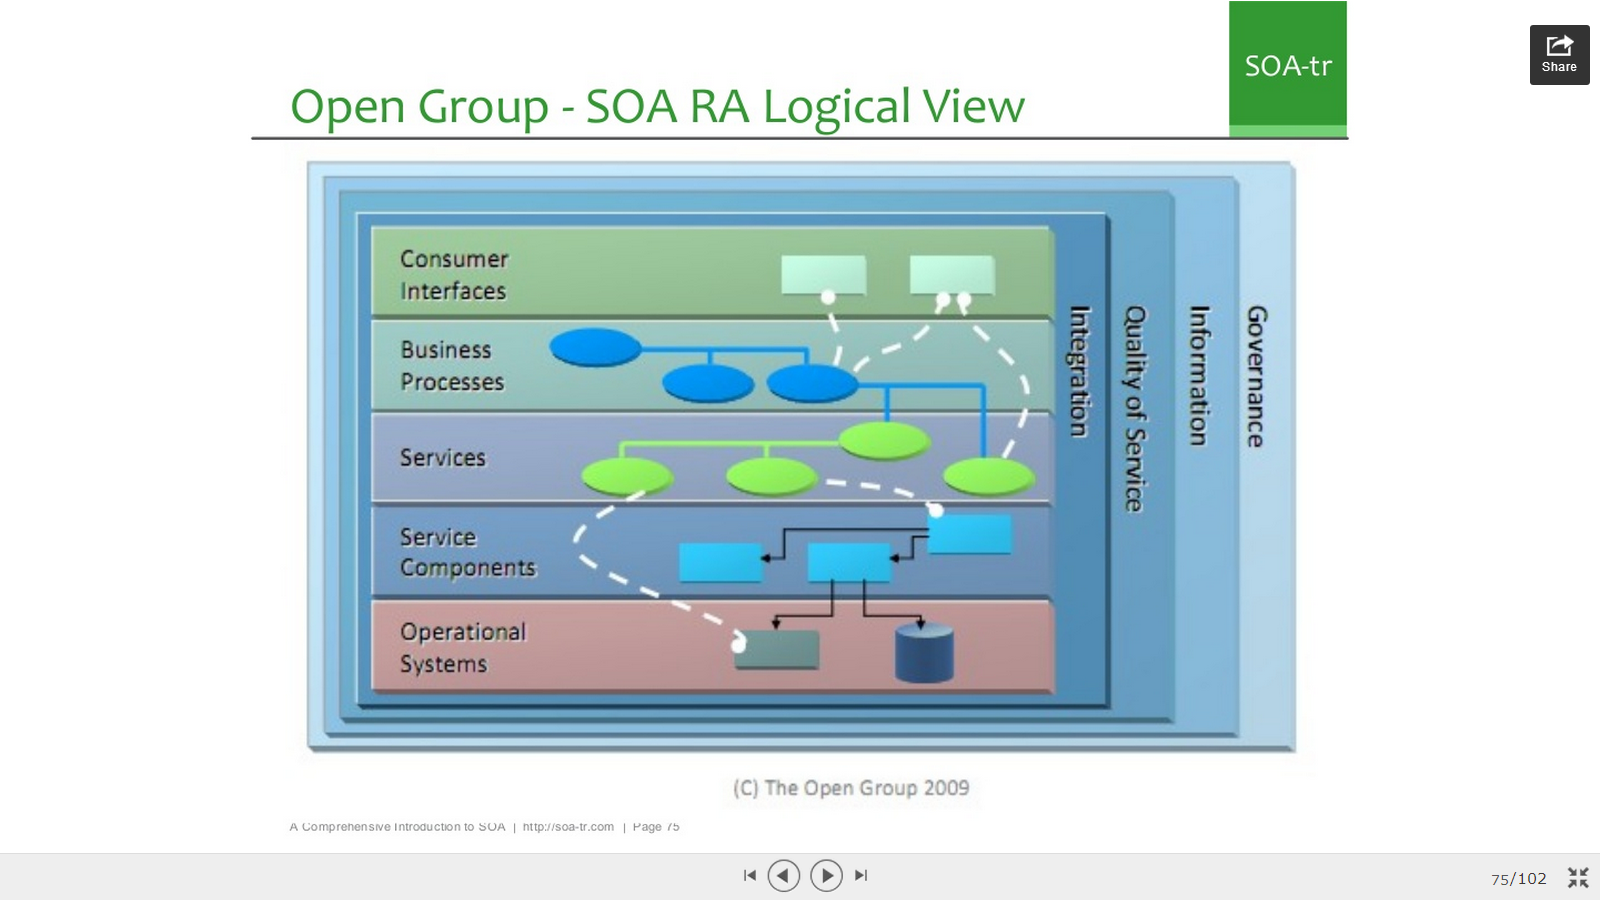 SOA-tr
Share
Open Group - SOA RA Logical View
Consumer
Interfaces
Business
Processes
Services
Service
Components
Operational
Systems
Integration
Quality of Service
Information
Governance
(C) The Open Group 2009
A Comprehensive Introduction to SOA | http://soa-tr.com | Page 75
75/102